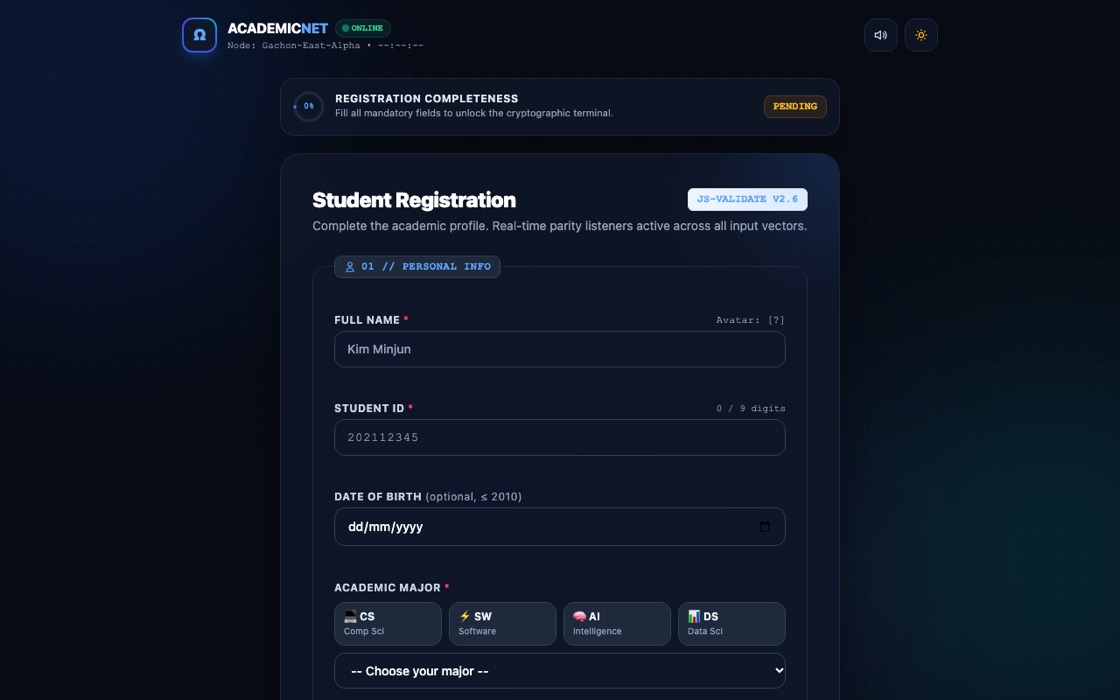 Ω
ACADEMICNET
ONLINE
Node: Gachon-East-Alpha • --:--:--
0%
REGISTRATION COMPLETENESS
Fill all mandatory fields to unlock the cryptographic terminal.
PENDING
Student Registration
JS-VALIDATE V2.6
Complete the academic profile. Real-time parity listeners active across all input vectors.
01 // PERSONAL INFO
FULL NAME *
Avatar: [?]
Kim Minjun
STUDENT ID *
0 / 9 digits
202112345
DATE OF BIRTH (optional, ≤ 2010)
dd/mm/yyyy
ACADEMIC MAJOR *
💻 CS
Comp Sci
⚡ SW
Software
🧠 AI
Intelligence
📊 DS
Data Sci
-- Choose your major --